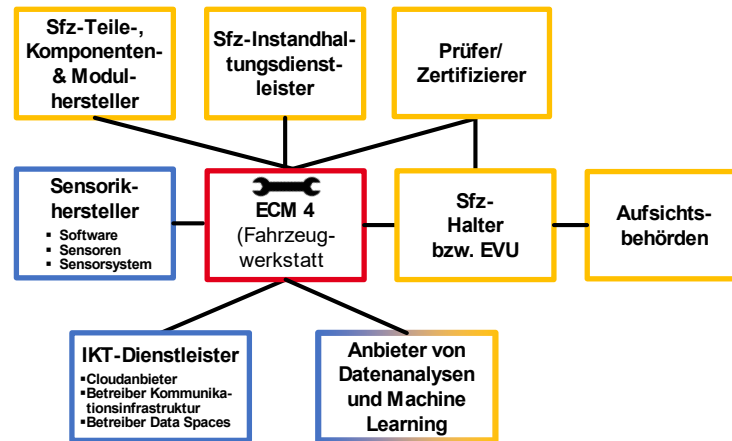 Sfz-Teile-,
Komponenten-
& Modul-
hersteller
Sfz-Instandhal-
tungsdienst-
leister
Prüfer/
Zertifizierer
Sensorik-
hersteller
▪ Software
▪ Sensoren
▪ Sensorsystem
ECM 4
(Fahrzeug-
werkstatt
Sfz-
Halter
bzw. EVU
Aufsichts-
behörden
IKT-Dienstleister
▪Cloudanbieter
▪Betreiber Kommunika-
tionsinfrastruktur
▪Betreiber Data Spaces
Anbieter von
Datenanalysen
und Machine
Learning